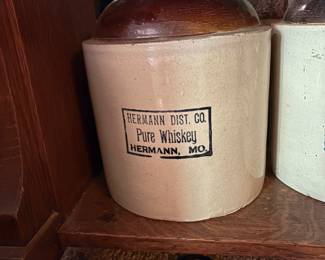 HERMANN DIST. CO.
Pure Whiskey
HERMANN, MO.